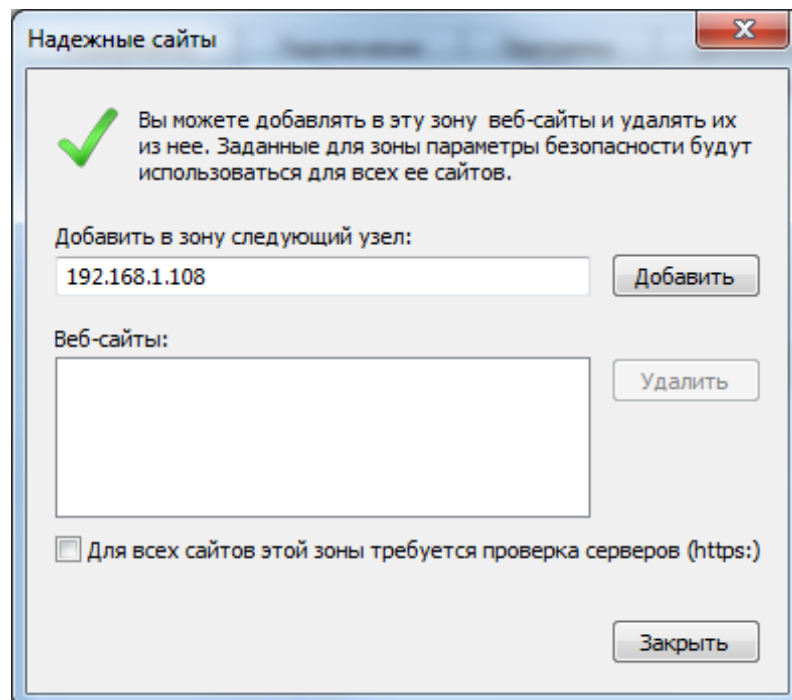 Надежные сайты
Вы можете добавлять в эту зону веб-сайты и удалять их
из нее. Заданные для зоны параметры безопасности будут
использоваться для всех ее сайтов.
Добавить в зону следующий узел:
192.168.1.108
Добавить
Веб-сайты:
Удалить
Для всех сайтов этой зоны требуется проверка серверов (https:)
Закрыть